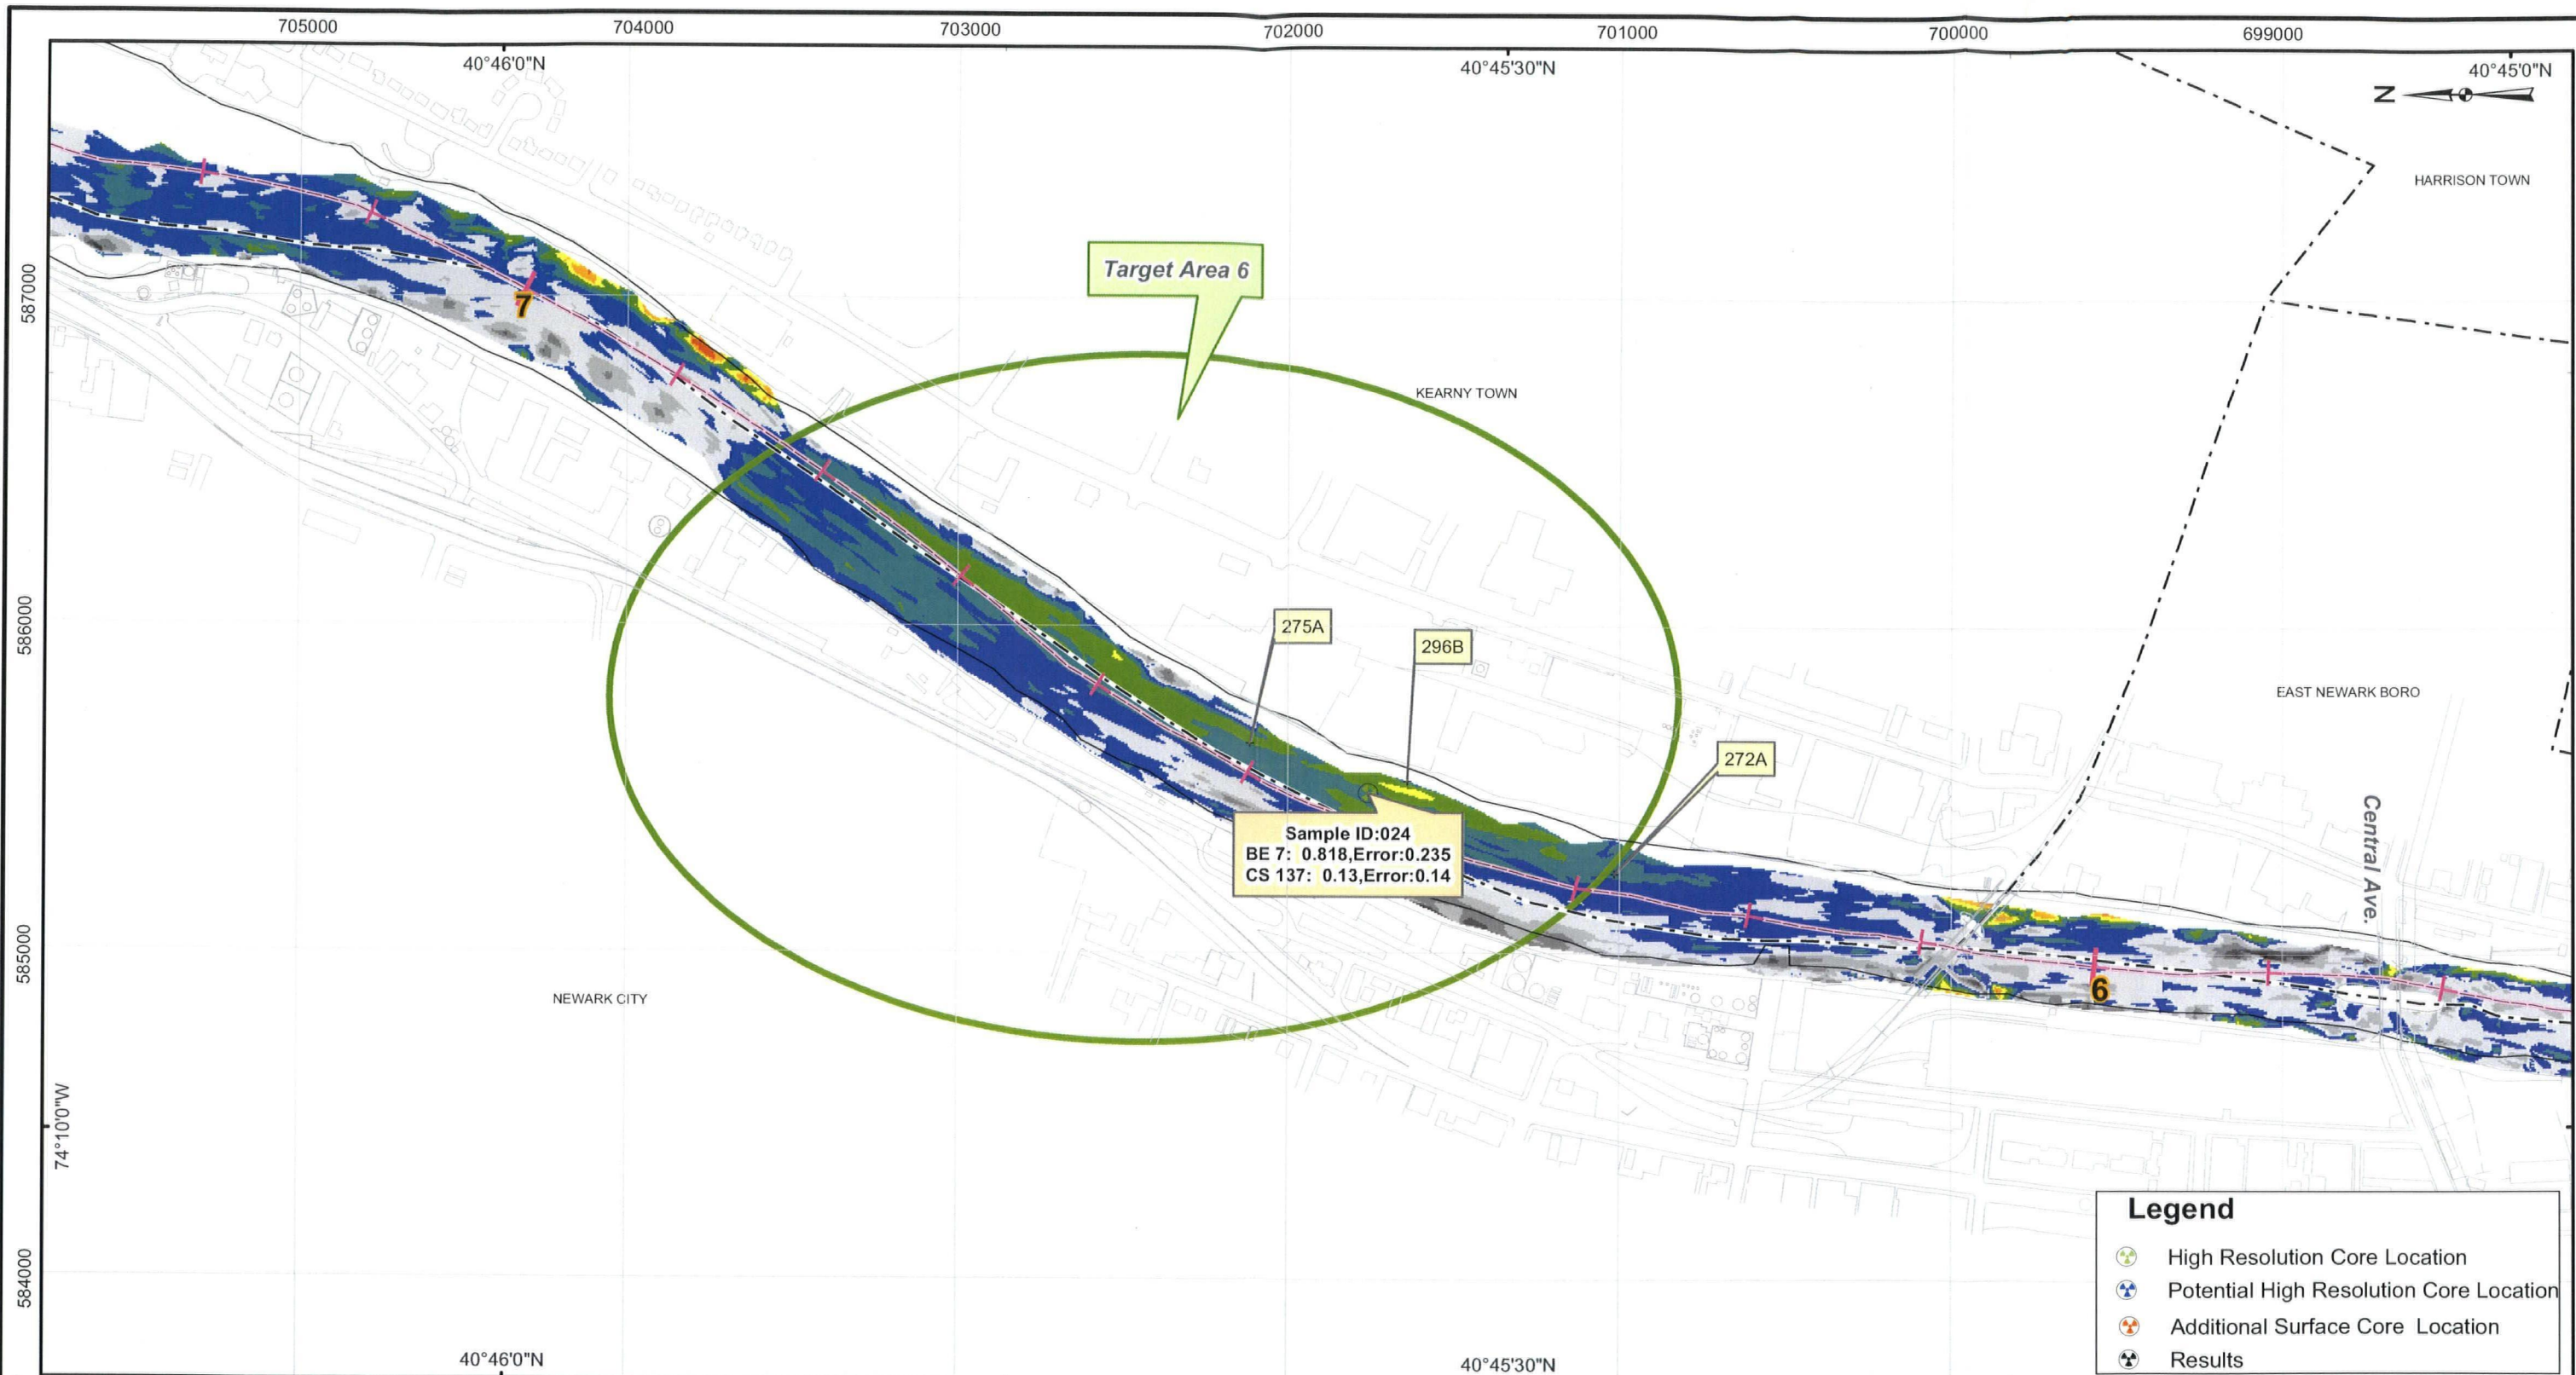 705000
704000
703000
702000
701000
700000
699000
40°46'0"N
40°45'30"N
40°45'0"N
N
HARRISON TOWN
587000
Target Area 6
7
KEARNY TOWN
586000
275A
296B
EAST NEWARK BORO
272A
Central Ave.
Sample ID:024
BE 7: 0.818,Error:0.235
CS 137: 0.13,Error:0.14
585000
6
NEWARK CITY
74°10'0"W
584000
Legend
High Resolution Core Location
Potential High Resolution Core Location
Additional Surface Core Location
Results
40°46'0"N
40°45'30"N